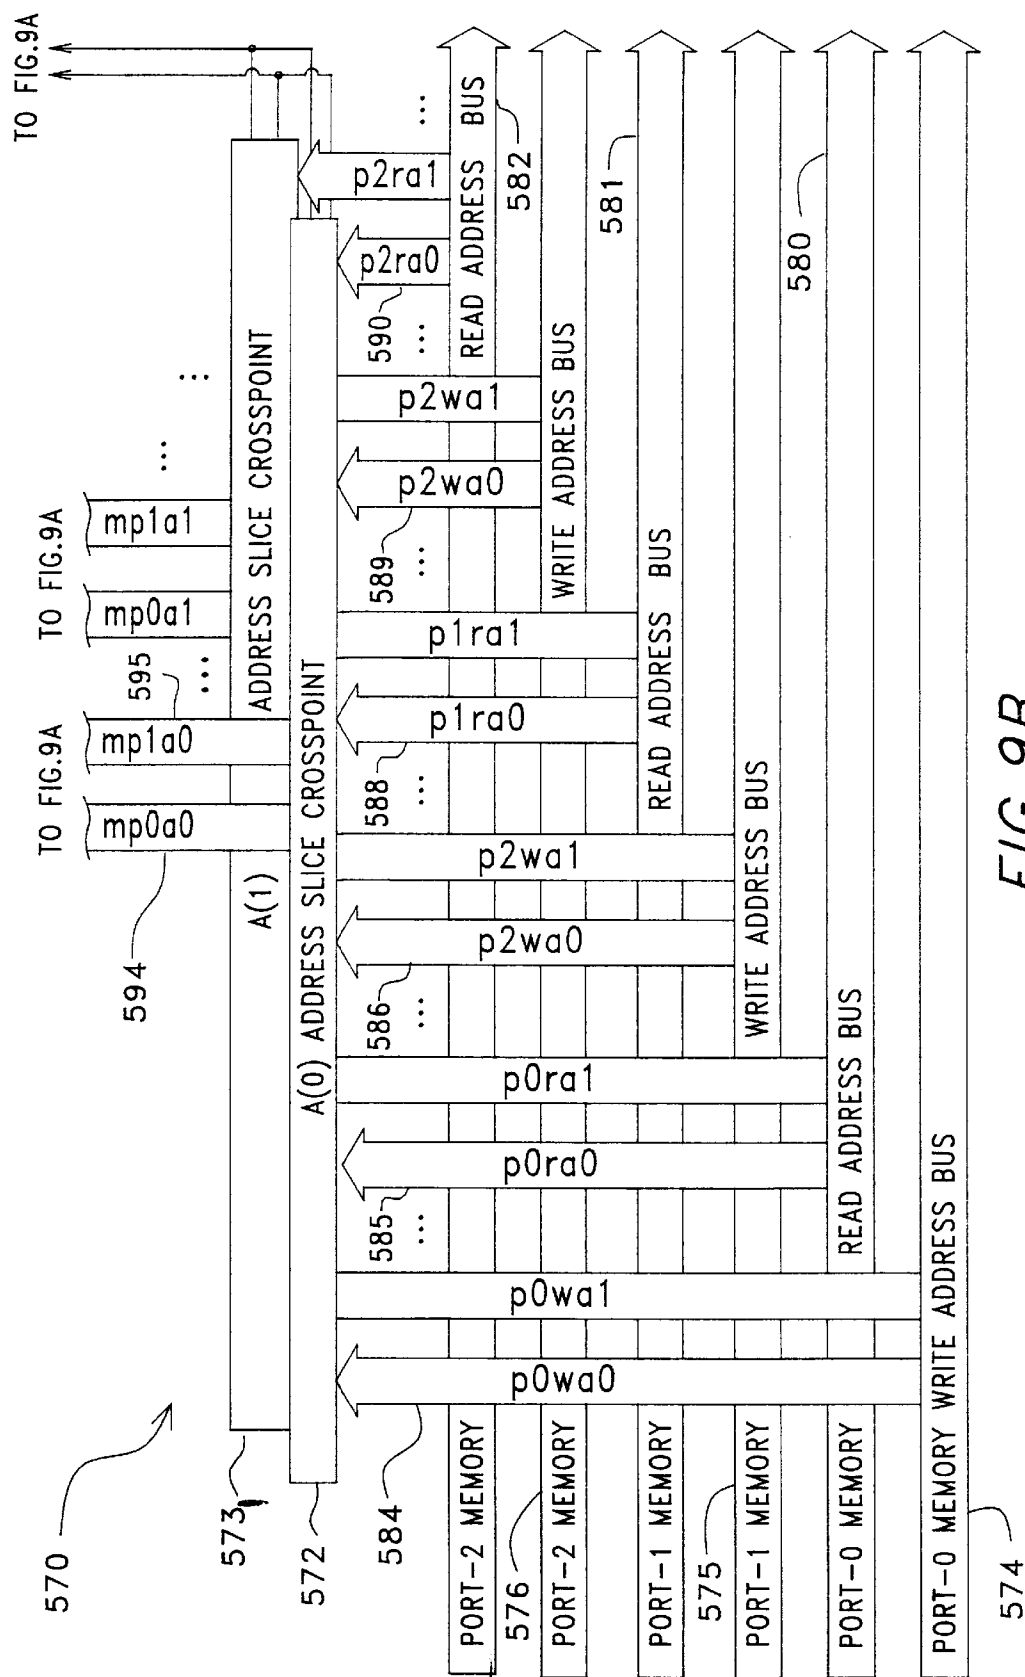 TO FIG.9A
TO FIG.9A
TO FIG.9A
mp0a0
mp1a0
mp0a1
mp1a1
...
...
...
594
595
570
573
A(1) ADDRESS SLICE CROSSPOINT
572
A(0) ADDRESS SLICE CROSSPOINT
584
585
586
588
589
590
...
...
...
...
...
...
p0wa0
p0wa1
p0ra0
p0ra1
p2wa0
p2wa1
p1ra0
p1ra1
p2wa0
p2wa1
p2ra0
p2ra1
PORT-2 MEMORY READ ADDRESS BUS
582
576
PORT-2 MEMORY WRITE ADDRESS BUS
PORT-1 MEMORY READ ADDRESS BUS
581
575
PORT-1 MEMORY WRITE ADDRESS BUS
PORT-0 MEMORY READ ADDRESS BUS
580
PORT-0 MEMORY WRITE ADDRESS BUS
574
FIG 9B